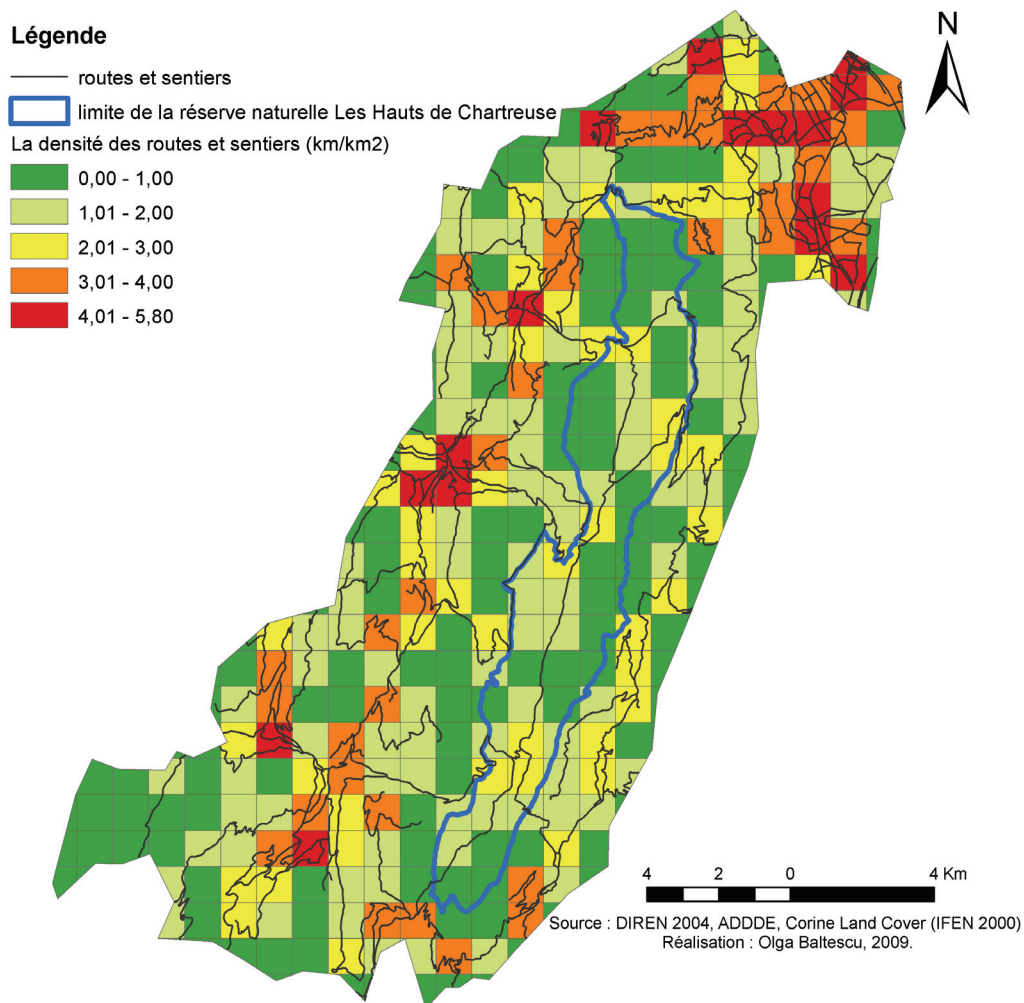 Légende
routes et sentiers
limite de la réserve naturelle Les Hauts de Chartreuse
La densité des routes et sentiers (km/km2)
0,00 - 1,00
1,01 - 2,00
2,01 - 3,00
3,01 - 4,00
4,01 - 5,80
N
4 2 0 4 Km
Source : DIREN 2004, ADDDE, Corine Land Cover (IFEN 2000)
Réalisation : Olga Baltescu, 2009.